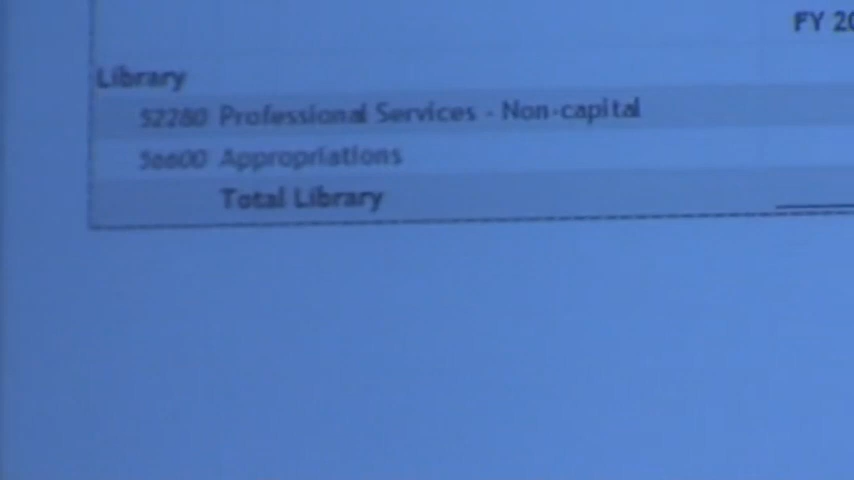 FY 20
Library
52280 Professional Services - Non-capital
56600 Appropriations
Total Library